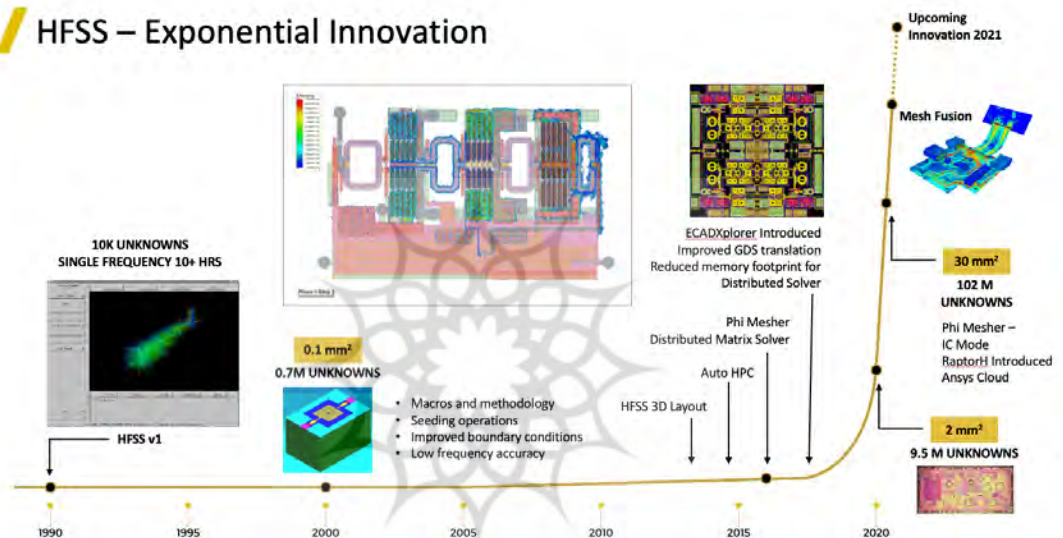 HFSS – Exponential Innovation
Upcoming
Innovation 2021
Mesh Fusion
10K UNKNOWNS
SINGLE FREQUENCY 10+ HRS
HFSS v1
0.1 mm²
0.7M UNKNOWNS
• Macros and methodology
• Seeding operations
• Improved boundary conditions
• Low frequency accuracy
ECADXplorer Introduced
Improved GDS translation
Reduced memory footprint for
Distributed Solver
Phi Mesher
Distributed Matrix Solver
Auto HPC
HFSS 3D Layout
30 mm²
102 M
UNKNOWNS
Phi Mesher –
IC Mode
RaptorH Introduced
Ansys Cloud
2 mm²
9.5 M UNKNOWNS
1990
1995
2000
2005
2010
2015
2020